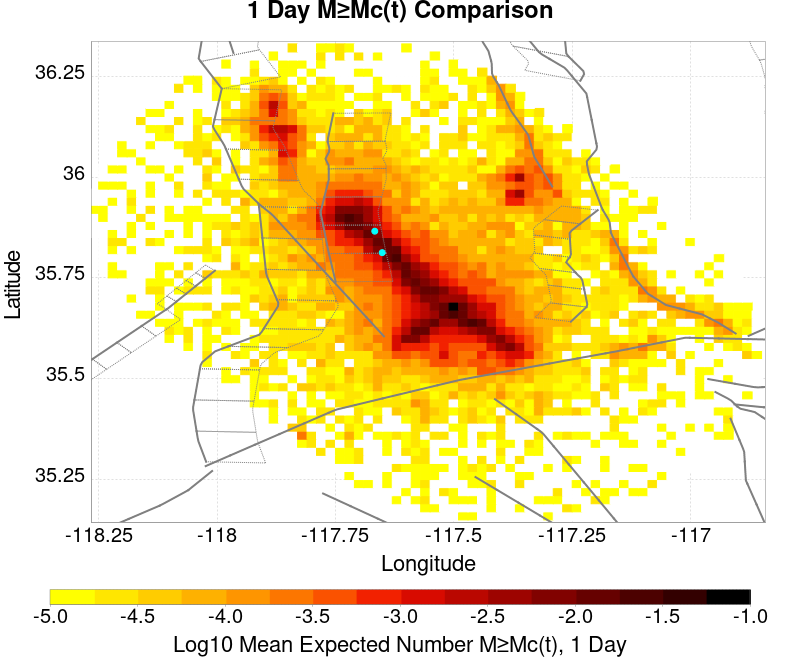 1 Day M≥Mc(t) Comparison
36.25
36
35.75
35.5
35.25
Latitude
-118.25 -118 -117.75 -117.5 -117.25 -117
Longitude
-5.0 -4.5 -4.0 -3.5 -3.0 -2.5 -2.0 -1.5 -1.0
Log10 Mean Expected Number M≥Mc(t), 1 Day